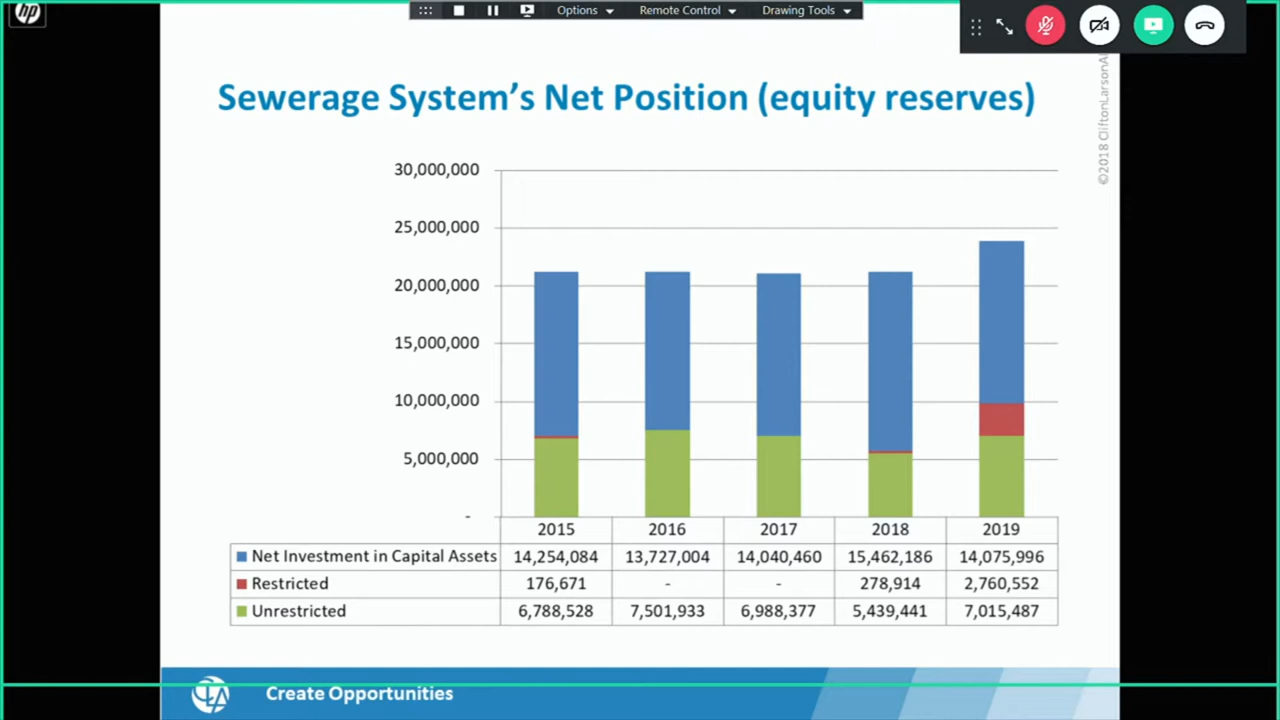 hp
Options Remote Control Drawing Tools
©2018 CliftonLarsonAl
Sewerage System's Net Position (equity reserves)
30,000,000
25,000,000
20,000,000
15,000,000
10,000,000
5,000,000
-
2015 2016 2017 2018 2019
Net Investment in Capital Assets 14,254,084 13,727,004 14,040,460 15,462,186 14,075,996
Restricted 176,671 - - 278,914 2,760,552
Unrestricted 6,788,528 7,501,933 6,988,377 5,439,441 7,015,487
CLA Create Opportunities